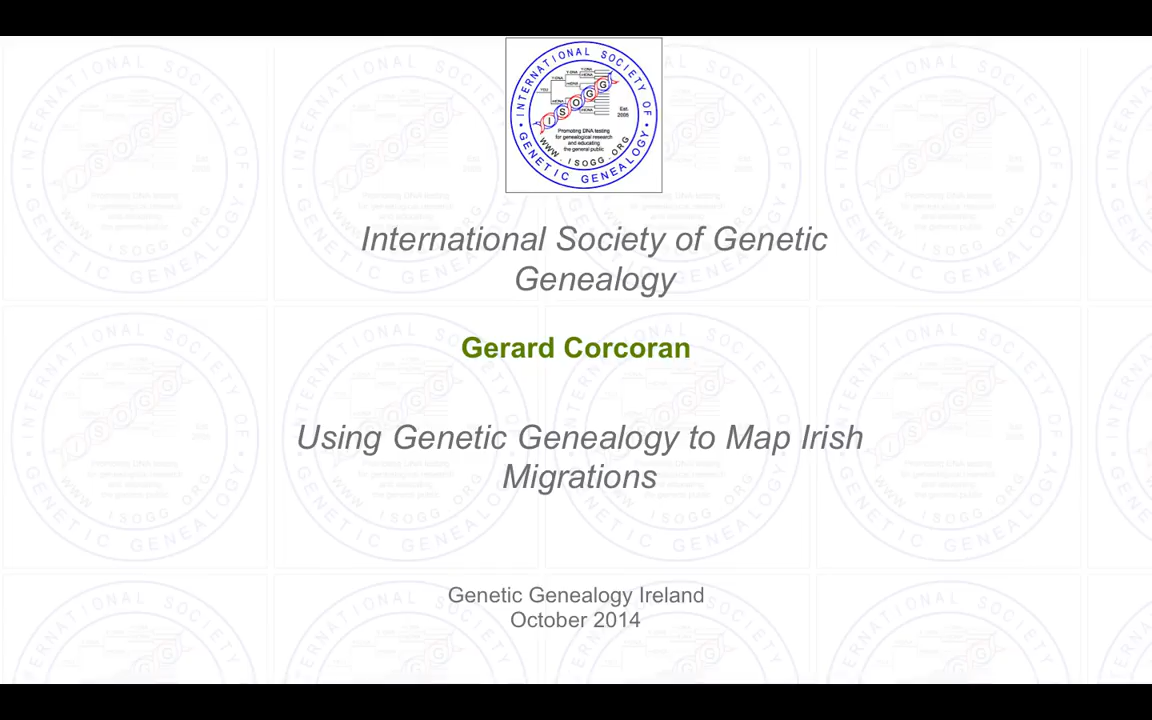 INTERNATIONAL SOCIETY OF
GENETIC GENEALOGY
ISOGG
Est.
2005
Promoting DNA testing
for genealogical research
and educating
the general public
WWW.ISOGG.ORG
International Society of Genetic
Genealogy
Gerard Corcoran
Using Genetic Genealogy to Map Irish
Migrations
Genetic Genealogy Ireland
October 2014